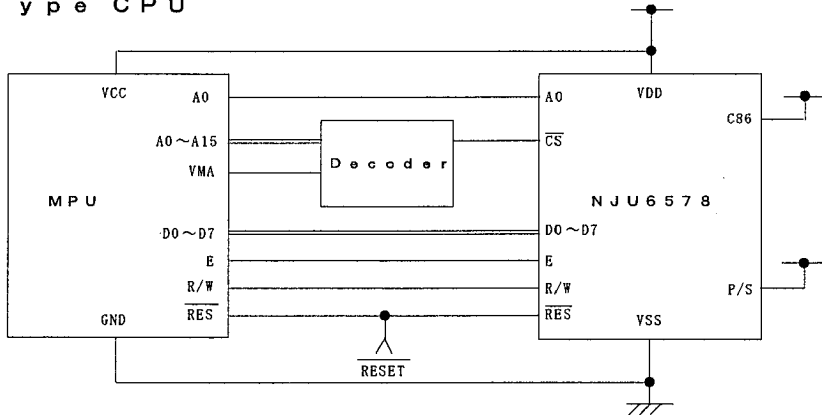 ype CPU
VCC
A0
A0
VDD
C86
A0~A15
CS
VMA
Decoder
MPU
NJU6578
D0~D7
D0~D7
E
E
R/W
R/W
P/S
RES
RES
GND
VSS
RESET